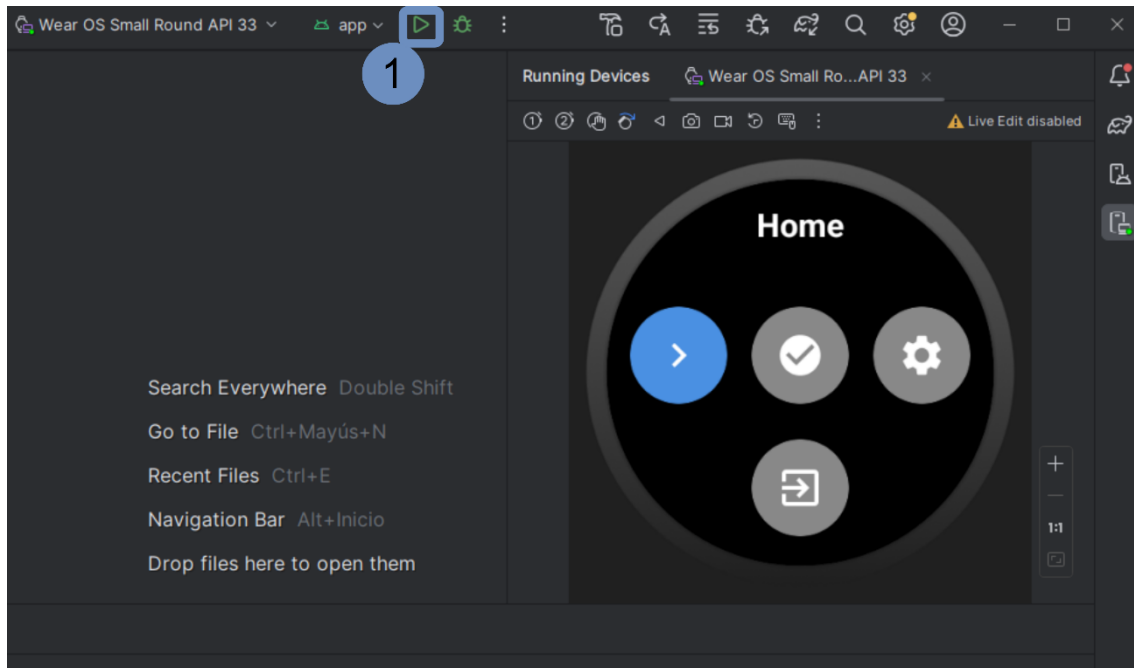 Wear OS Small Round API 33 app
1
Running Devices Wear OS Small Ro...API 33
1 2 Live Edit disabled
Home
Search Everywhere Double Shift
Go to File Ctrl+Mayús+N
Recent Files Ctrl+E
Navigation Bar Alt+Inicio
Drop files here to open them
1:1